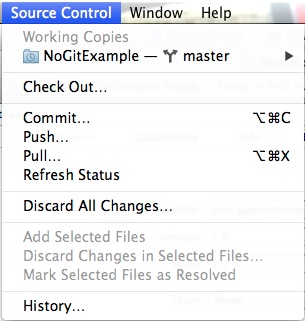 Source Control Window Help
Working Copies
NoGitExample — master
Check Out...
Commit... ⌥⌘C
Push...
Pull... ⌥⌘X
Refresh Status
Discard All Changes...
Add Selected Files
Discard Changes in Selected Files...
Mark Selected Files as Resolved
History...